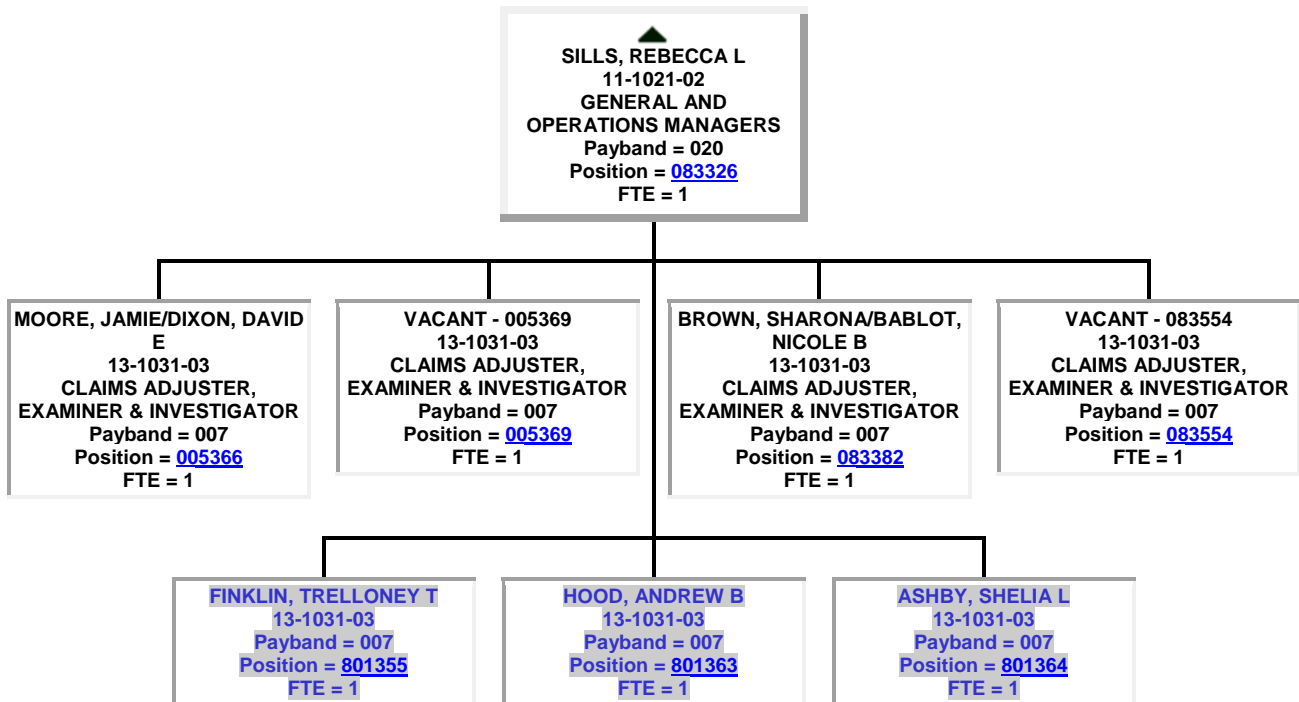 SILLS, REBECCA L
11-1021-02
GENERAL AND
OPERATIONS MANAGERS
Payband = 020
Position = 083326
FTE = 1
MOORE, JAMIE/DIXON, DAVID
E
13-1031-03
CLAIMS ADJUSTER,
EXAMINER & INVESTIGATOR
Payband = 007
Position = 005366
FTE = 1
VACANT - 005369
13-1031-03
CLAIMS ADJUSTER,
EXAMINER & INVESTIGATOR
Payband = 007
Position = 005369
FTE = 1
BROWN, SHARONA/BABLOT,
NICOLE B
13-1031-03
CLAIMS ADJUSTER,
EXAMINER & INVESTIGATOR
Payband = 007
Position = 083382
FTE = 1
VACANT - 083554
13-1031-03
CLAIMS ADJUSTER,
EXAMINER & INVESTIGATOR
Payband = 007
Position = 083554
FTE = 1
FINKLIN, TRELLONEY T
13-1031-03
Payband = 007
Position = 801355
FTE = 1
HOOD, ANDREW B
13-1031-03
Payband = 007
Position = 801363
FTE = 1
ASHBY, SHELIA L
13-1031-03
Payband = 007
Position = 801364
FTE = 1